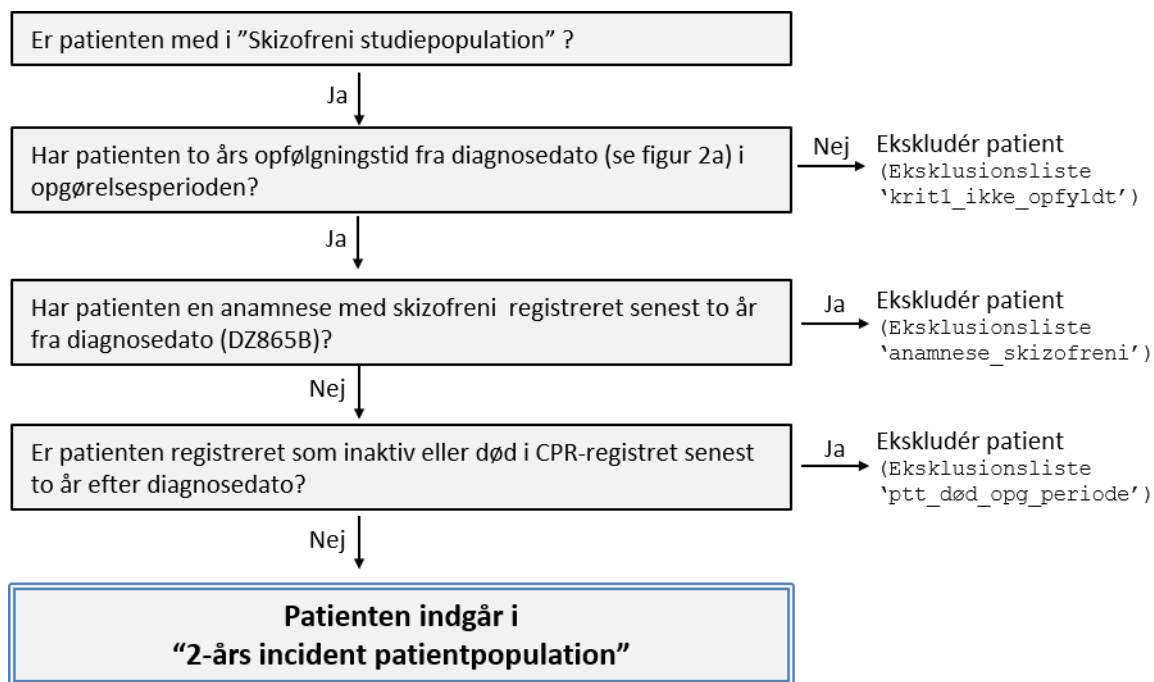 Er patienten med i ”Skizofreni studiepopulation” ?
Ja
Har patienten to års opfølgningstid fra diagnosedato (se figur 2a) i
opgørelsesperioden?
Nej
Ekskludér patient
(Eksklusionsliste
‘krit1_ikke_opfyldt’)
Ja
Har patienten en anamnese med skizofreni registreret senest to år
fra diagnosedato (DZ865B)?
Ja
Ekskludér patient
(Eksklusionsliste
‘anamnese_skizofreni’)
Nej
Er patienten registreret som inaktiv eller død i CPR-registret senest
to år efter diagnosedato?
Ja
Ekskludér patient
(Eksklusionsliste
‘ptt_død_opg_periode’)
Nej
Patienten indgår i
“2-års incident patientpopulation”